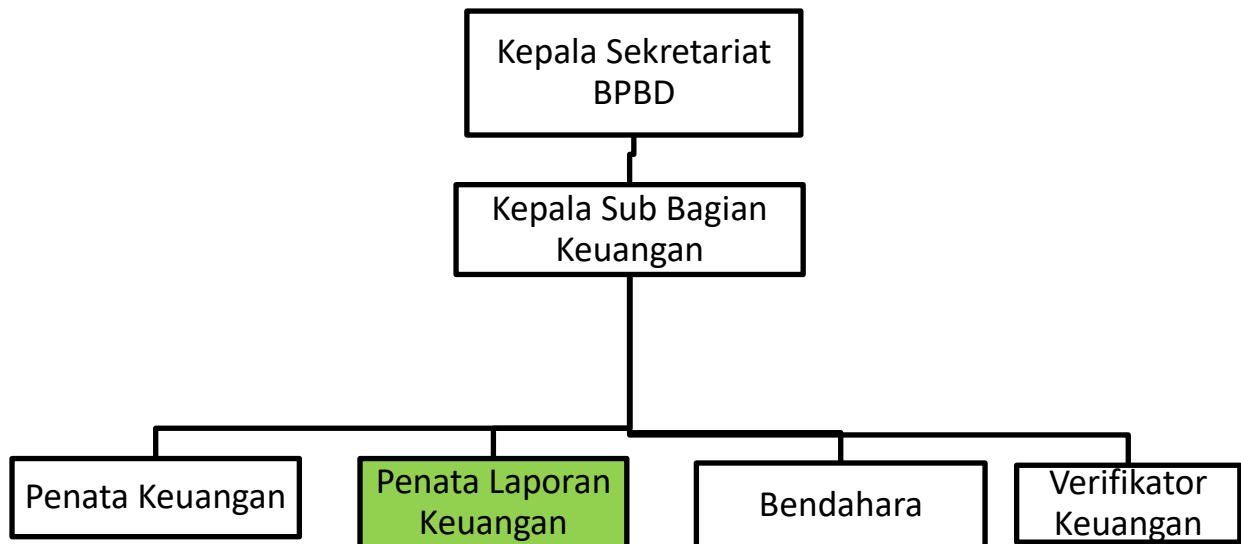 Kepala Sekretariat
BPBD
Kepala Sub Bagian
Keuangan
Penata Keuangan
Penata Laporan
Keuangan
Bendahara
Verifikator
Keuangan